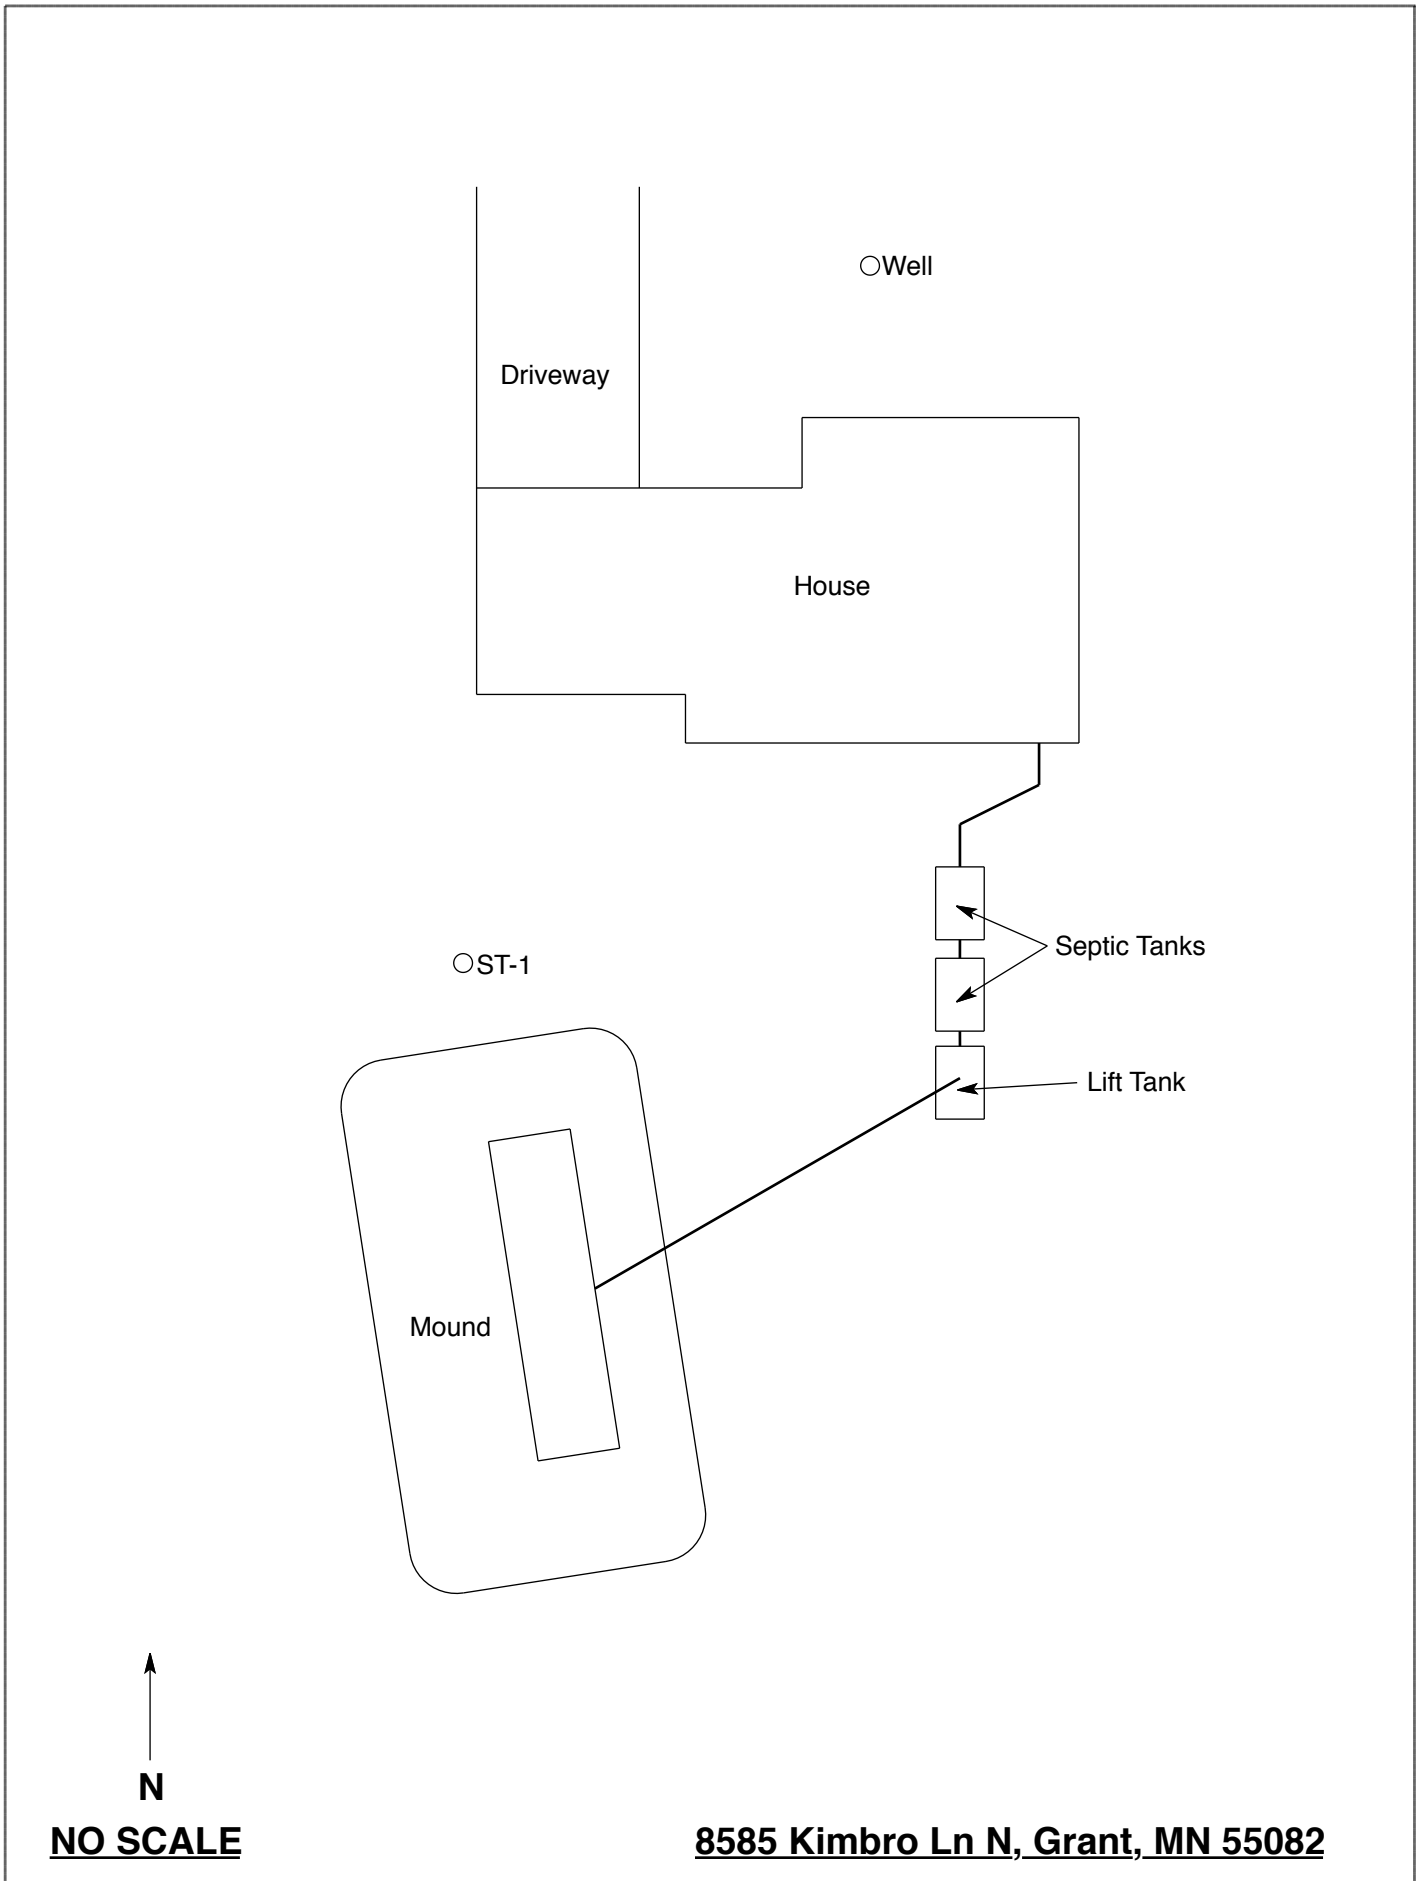 Well
Driveway
House
Septic Tanks
ST-1
Lift Tank
Mound
N
NO SCALE
8585 Kimbro Ln N, Grant, MN 55082